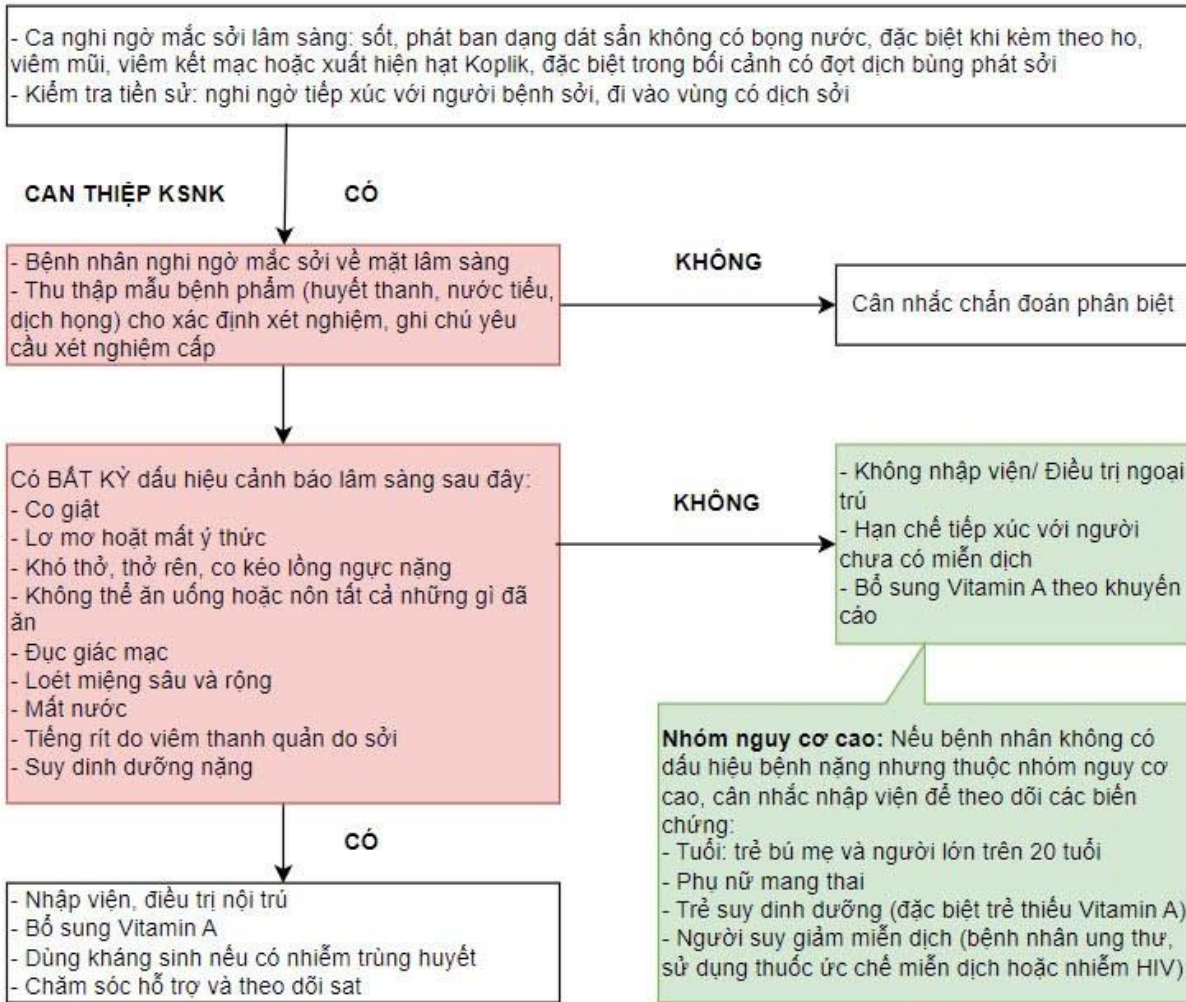 - Ca nghi ngờ mắc sởi lâm sàng: sốt, phát ban dạng dát sẩn không có bọng nước, đặc biệt khi kèm theo ho,
viêm mũi, viêm kết mạc hoặc xuất hiện hạt Koplik, đặc biệt trong bối cảnh có đợt dịch bùng phát sởi
- Kiểm tra tiền sử: nghi ngờ tiếp xúc với người bệnh sởi, đi vào vùng có dịch sởi
CAN THIỆP KSNK
CÓ
- Bệnh nhân nghi ngờ mắc sởi về mặt lâm sàng
- Thu thập mẫu bệnh phẩm (huyết thanh, nước tiểu,
dịch họng) cho xác định xét nghiệm, ghi chú yêu
cầu xét nghiệm cấp
KHÔNG
Cân nhắc chẩn đoán phân biệt
Có BẤT KỲ dấu hiệu cảnh báo lâm sàng sau đây:
- Co giật
- Lơ mơ hoặt mất ý thức
- Khó thở, thở rên, co kéo lồng ngực nặng
- Không thể ăn uống hoặc nôn tất cả những gì đã
ăn
- Đục giác mạc
- Loét miệng sâu và rộng
- Mất nước
- Tiếng rít do viêm thanh quản do sởi
- Suy dinh dưỡng nặng
KHÔNG
- Không nhập viện/ Điều trị ngoại
trú
- Hạn chế tiếp xúc với người
chưa có miễn dịch
- Bổ sung Vitamin A theo khuyến
cáo
Nhóm nguy cơ cao: Nếu bệnh nhân không có
dấu hiệu bệnh nặng nhưng thuộc nhóm nguy cơ
cao, cân nhắc nhập viện để theo dõi các biến
chứng:
- Tuổi: trẻ bú mẹ và người lớn trên 20 tuổi
- Phụ nữ mang thai
- Trẻ suy dinh dưỡng (đặc biệt trẻ thiếu Vitamin A)
- Người suy giảm miễn dịch (bệnh nhân ung thư,
sử dụng thuốc ức chế miễn dịch hoặc nhiễm HIV)
CÓ
- Nhập viện, điều trị nội trú
- Bổ sung Vitamin A
- Dùng kháng sinh nếu có nhiễm trùng huyết
- Chăm sóc hỗ trợ và theo dõi sat